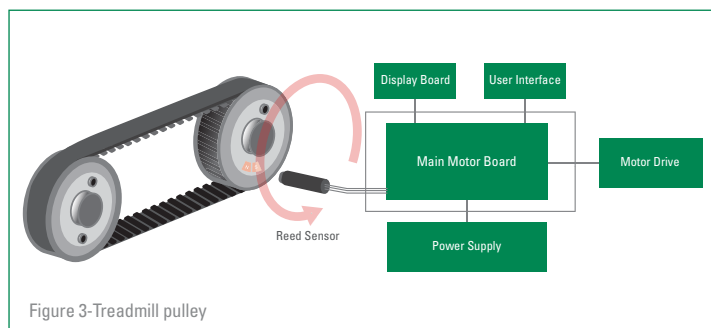 Display Board
User Interface
Main Motor Board
Motor Drive
Reed Sensor
Power Supply
Figure 3-Treadmill pulley